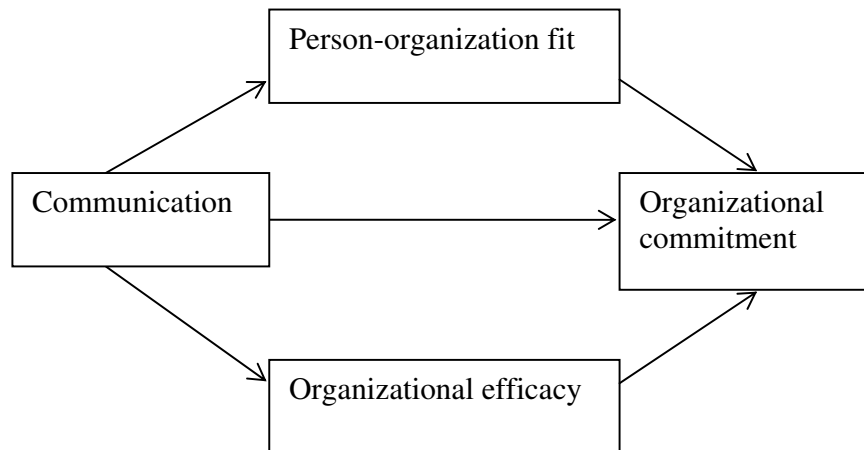 Person-organization fit
Communication
Organizational
commitment
Organizational efficacy